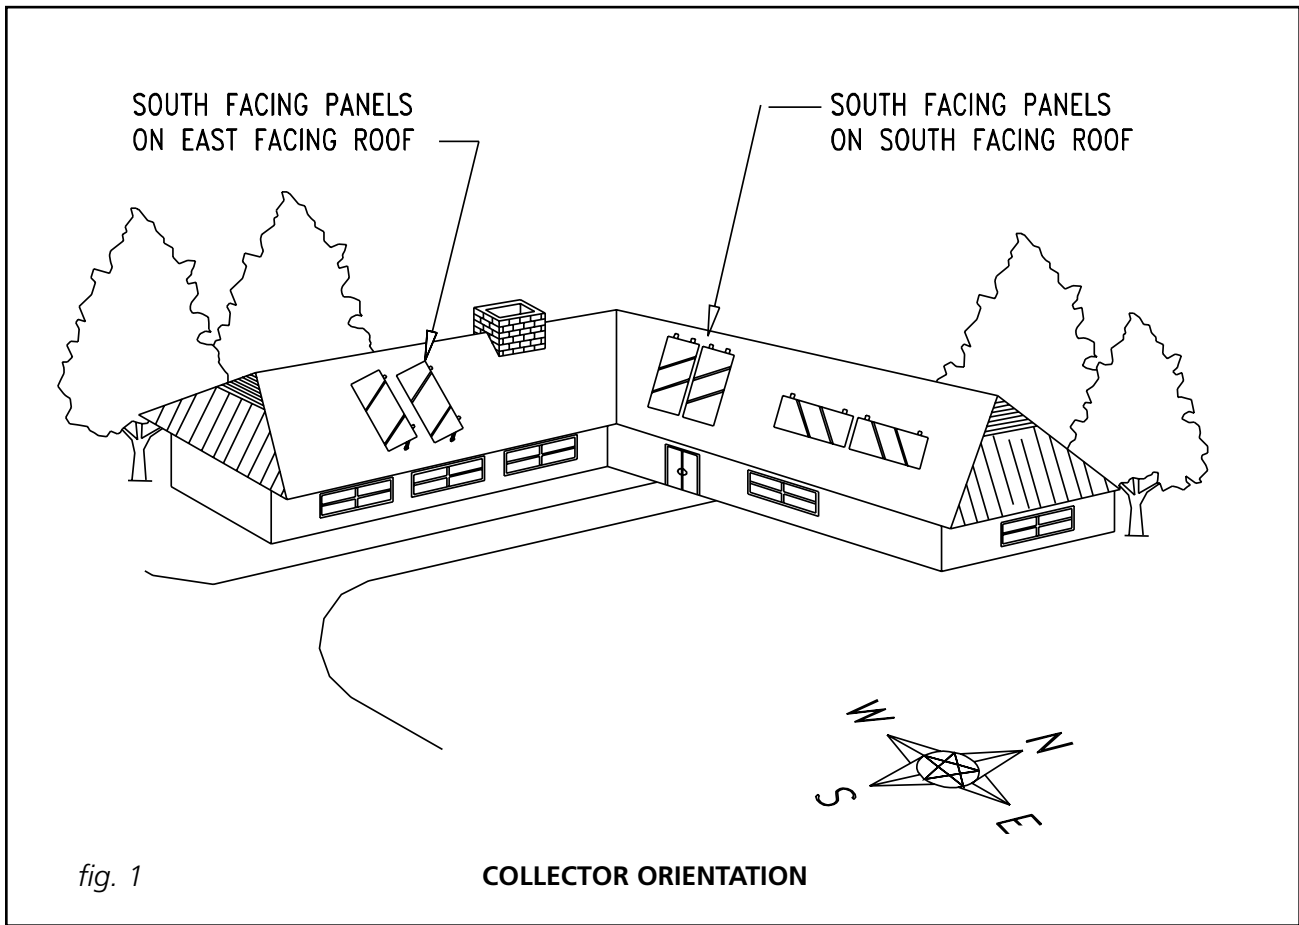 SOUTH FACING PANELS
ON EAST FACING ROOF
SOUTH FACING PANELS
ON SOUTH FACING ROOF
W
N
S
E
fig. 1
COLLECTOR ORIENTATION